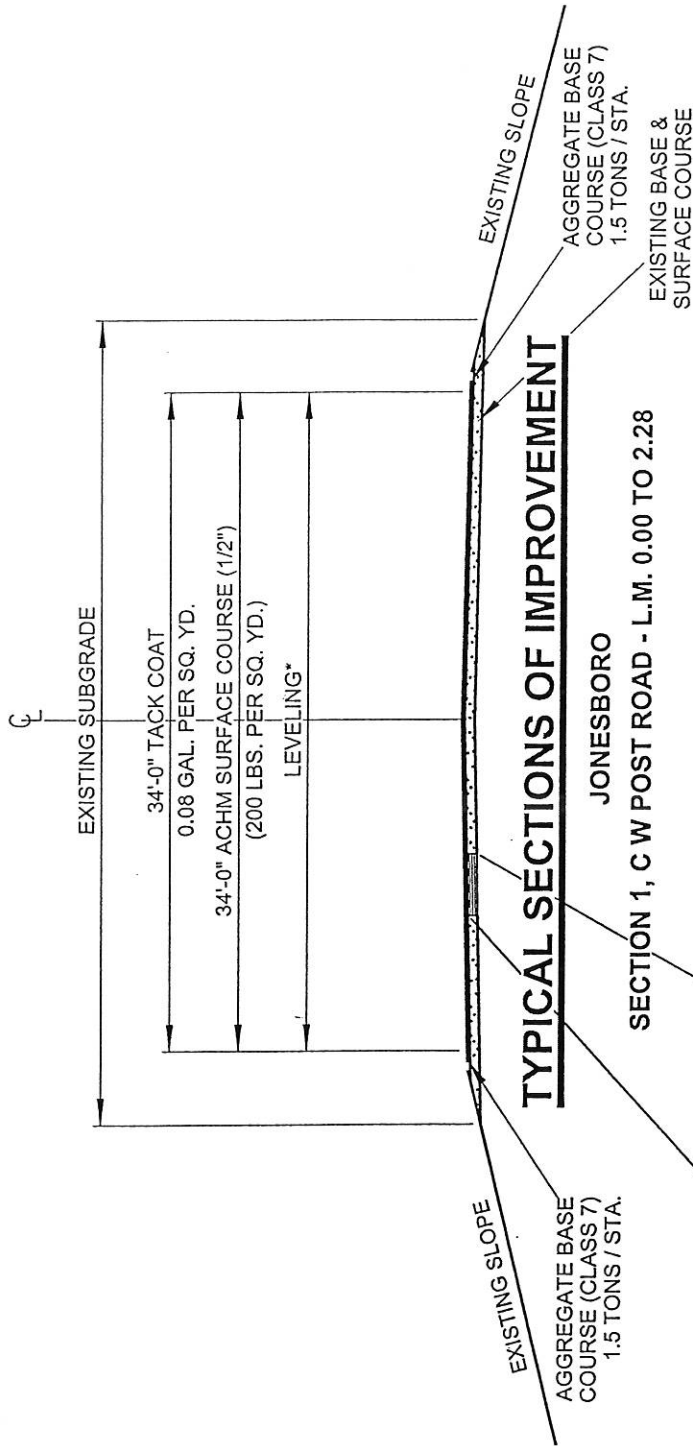 ℄
EXISTING SUBGRADE
34'-0" TACK COAT
0.08 GAL. PER SQ. YD.
34'-0" ACHM SURFACE COURSE (1/2")
(200 LBS. PER SQ. YD.)
LEVELING*
EXISTING SLOPE
EXISTING SLOPE
AGGREGATE BASE
COURSE (CLASS 7)
1.5 TONS / STA.
AGGREGATE BASE
COURSE (CLASS 7)
1.5 TONS / STA.
EXISTING BASE &
SURFACE COURSE
TYPICAL SECTIONS OF IMPROVEMENT
JONESBORO
SECTION 1, C W POST ROAD - L.M. 0.00 TO 2.28